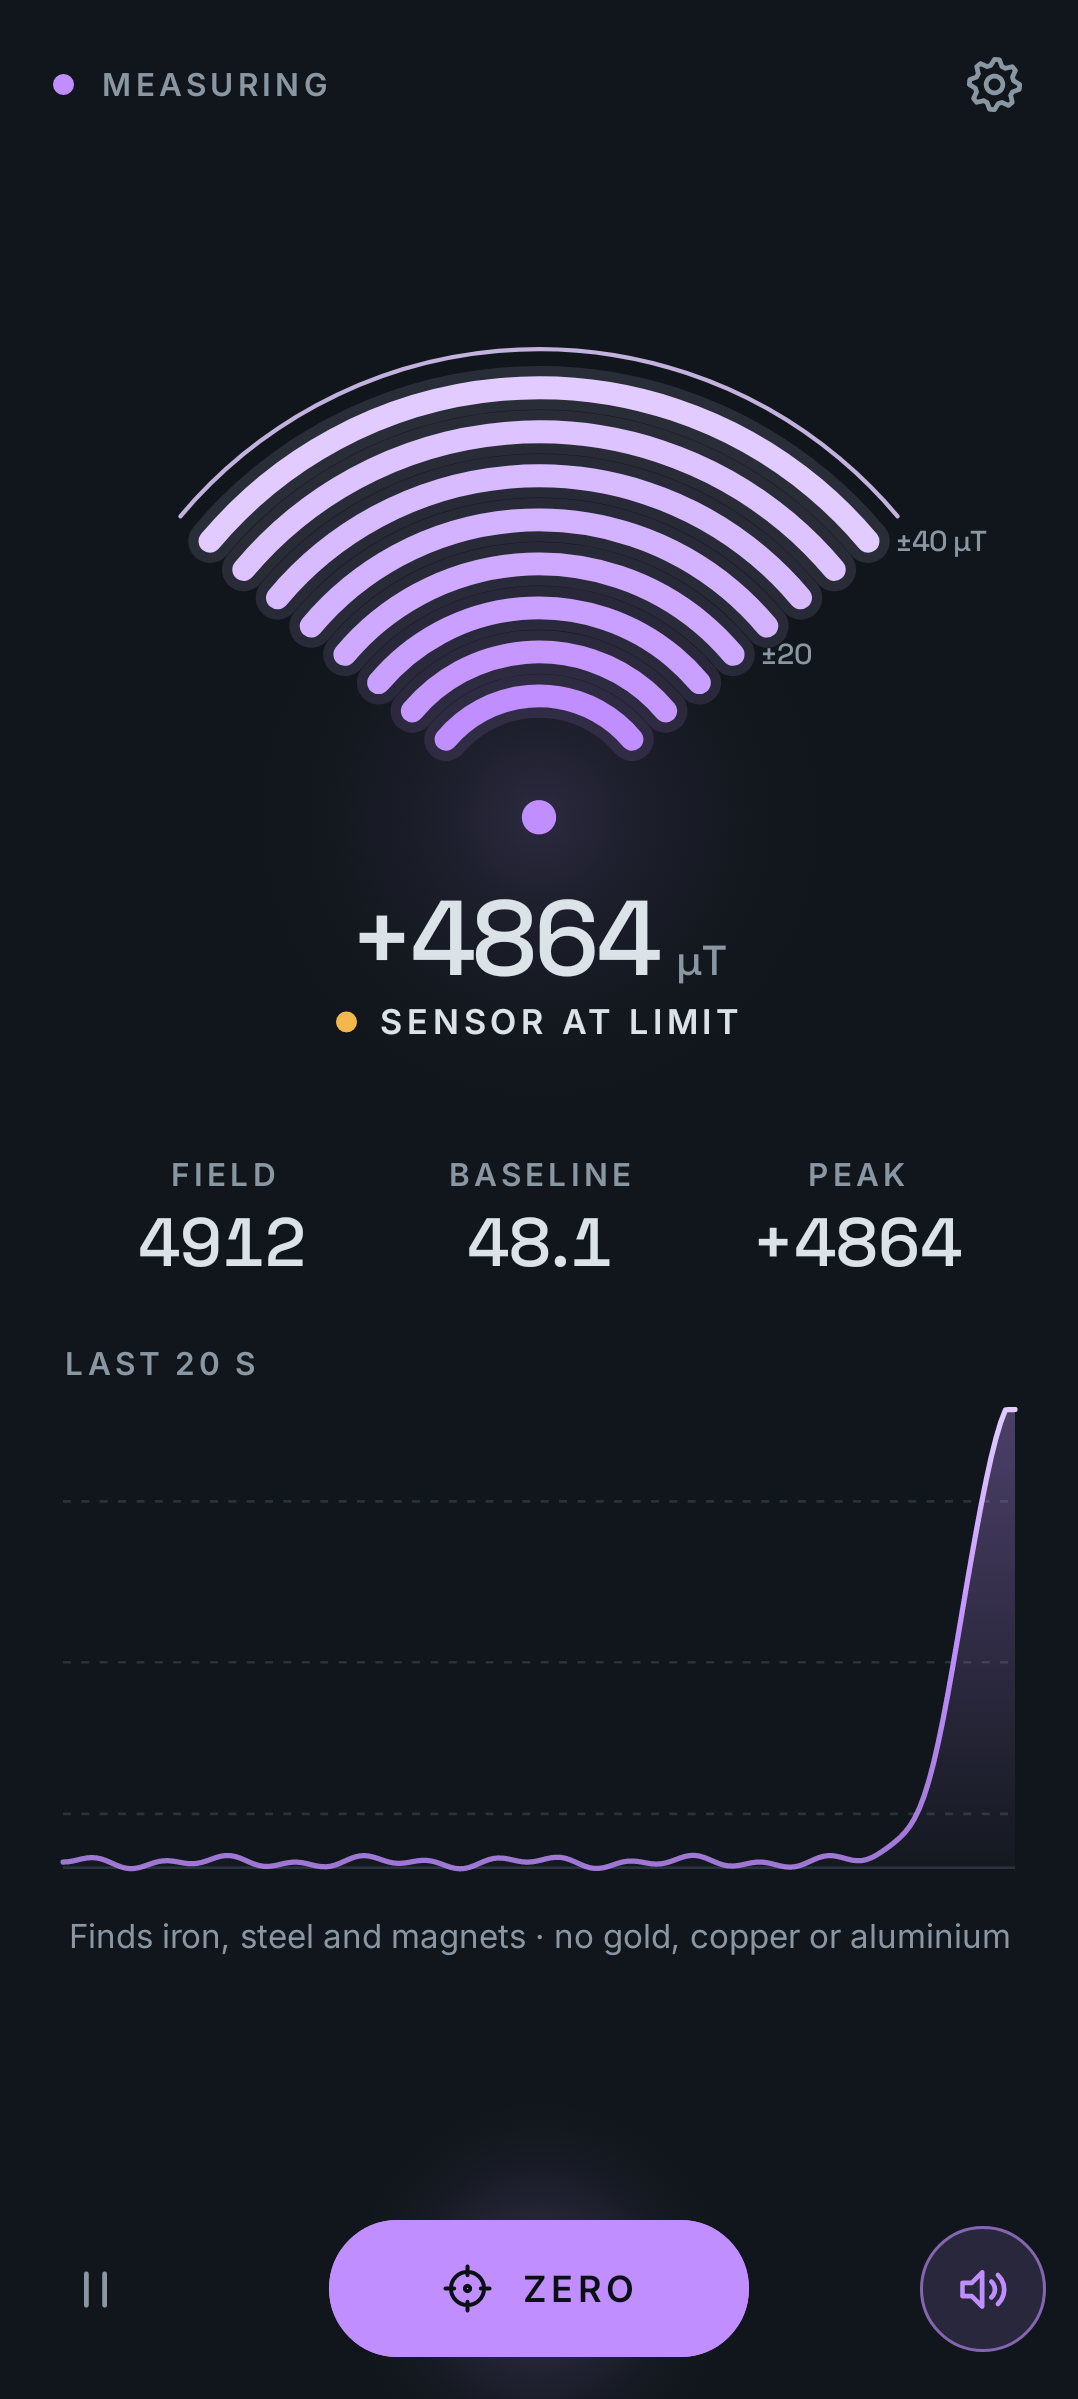 MEASURING
±40 µT
±20
+4864 µT
SENSOR AT LIMIT
FIELD BASELINE PEAK
4912 48.1 +4864
LAST 20 S
Finds iron, steel and magnets · no gold, copper or aluminium
ZERO